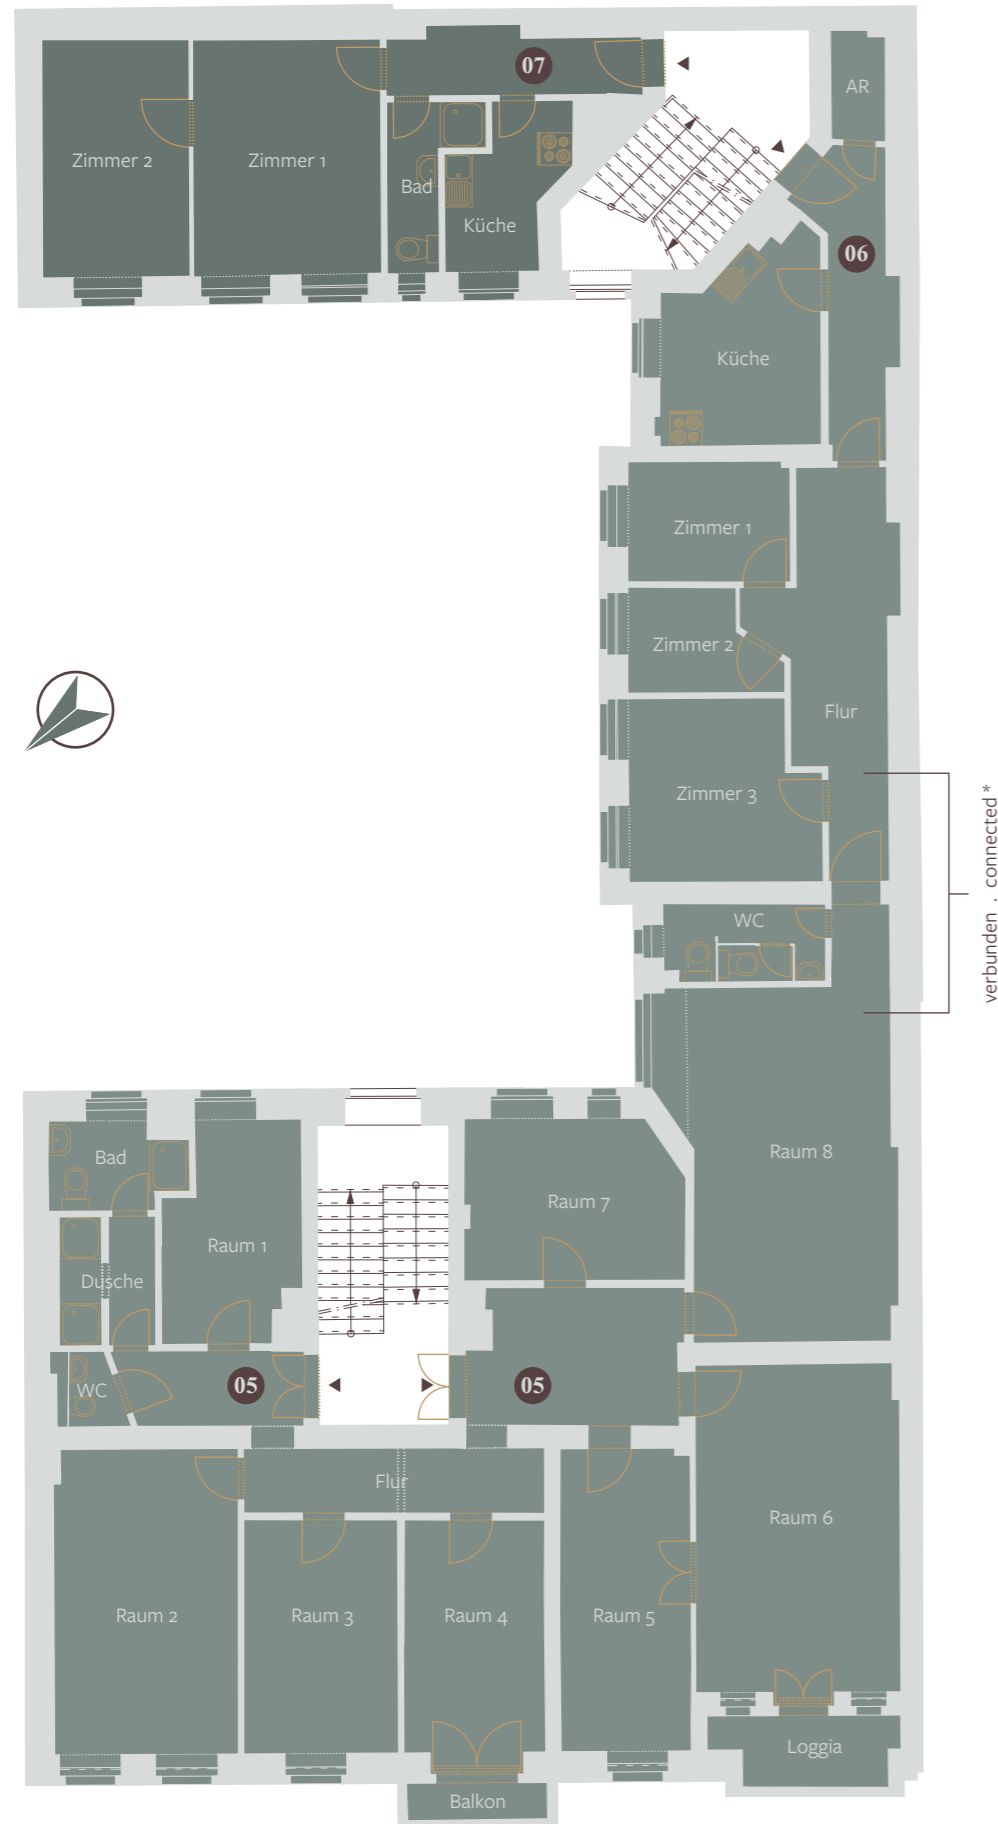 07
AR
Zimmer 2
Zimmer 1
Bad
Küche
06
Küche
Zimmer 1
Zimmer 2
Flur
Zimmer 3
verbunden . connected *
WC
Bad
Raum 8
Raum 7
Raum 1
Dusche
WC
05
05
Flur
Raum 6
Raum 2
Raum 3
Raum 4
Raum 5
Loggia
Balkon